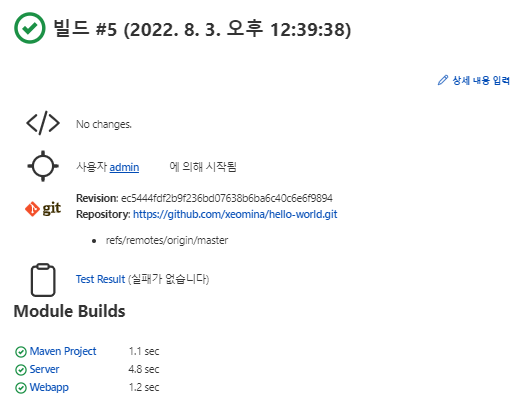 빌드 #5 (2022. 8. 3. 오후 12:39:38)
상세 내용 입력
No changes.
사용자 admin 에 의해 시작됨
git
Revision: ec5444fdf2b9f236bd07638b6ba6c40c6e6f9894
Repository: https://github.com/xeomina/hello-world.git
refs/remotes/origin/master
Test Result (실패가 없습니다)
Module Builds
Maven Project 1.1 sec
Server 4.8 sec
Webapp 1.2 sec